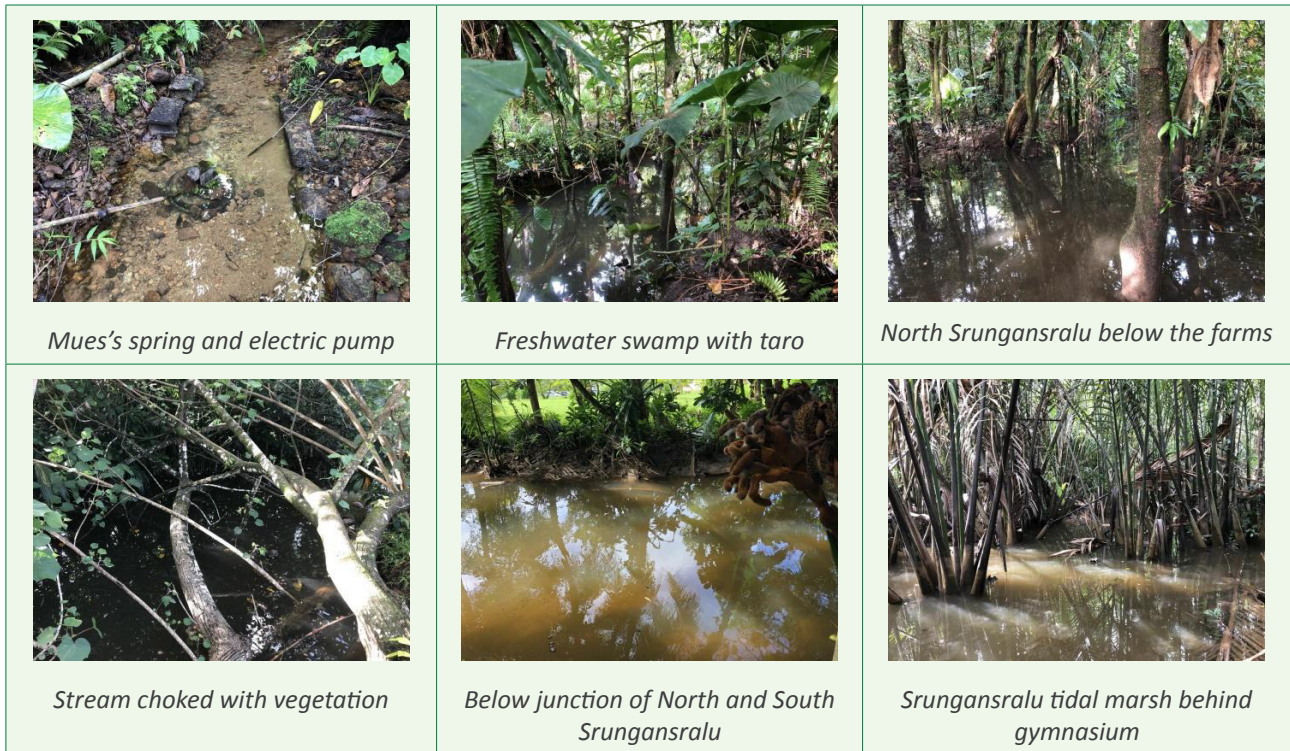 Mues’s spring and electric pump
Freshwater swamp with taro
North Srungansralu below the farms
Stream choked with vegetation
Below junction of North and South
Srungansralu
Srungansralu tidal marsh behind
gymnasium